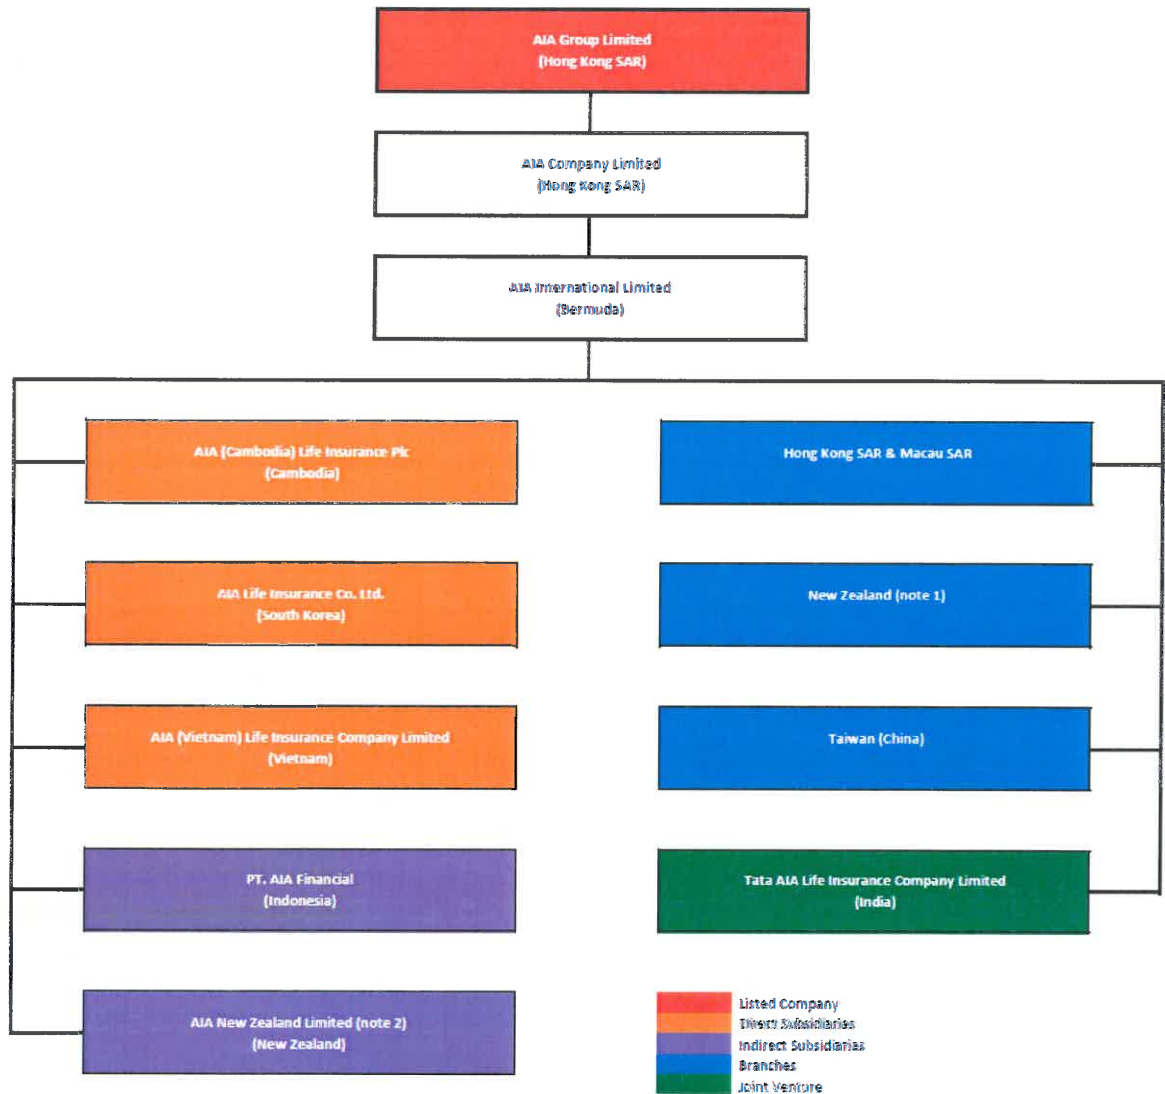 AIA Group Limited
(Hong Kong SAR)
AIA Company Limited
(Hong Kong SAR)
AIA International Limited
(Bermuda)
AIA (Cambodia) Life Insurance Plc
(Cambodia)
Hong Kong SAR & Macau SAR
AIA Life Insurance Co. Ltd.
(South Korea)
New Zealand (note 1)
AIA (Vietnam) Life Insurance Company Limited
(Vietnam)
Taiwan (China)
PT. AIA Financial
(Indonesia)
Tata AIA Life Insurance Company Limited
(India)
AIA New Zealand Limited (note 2)
(New Zealand)
Listed Company
Direct Subsidiaries
Indirect Subsidiaries
Branches
Joint Venture